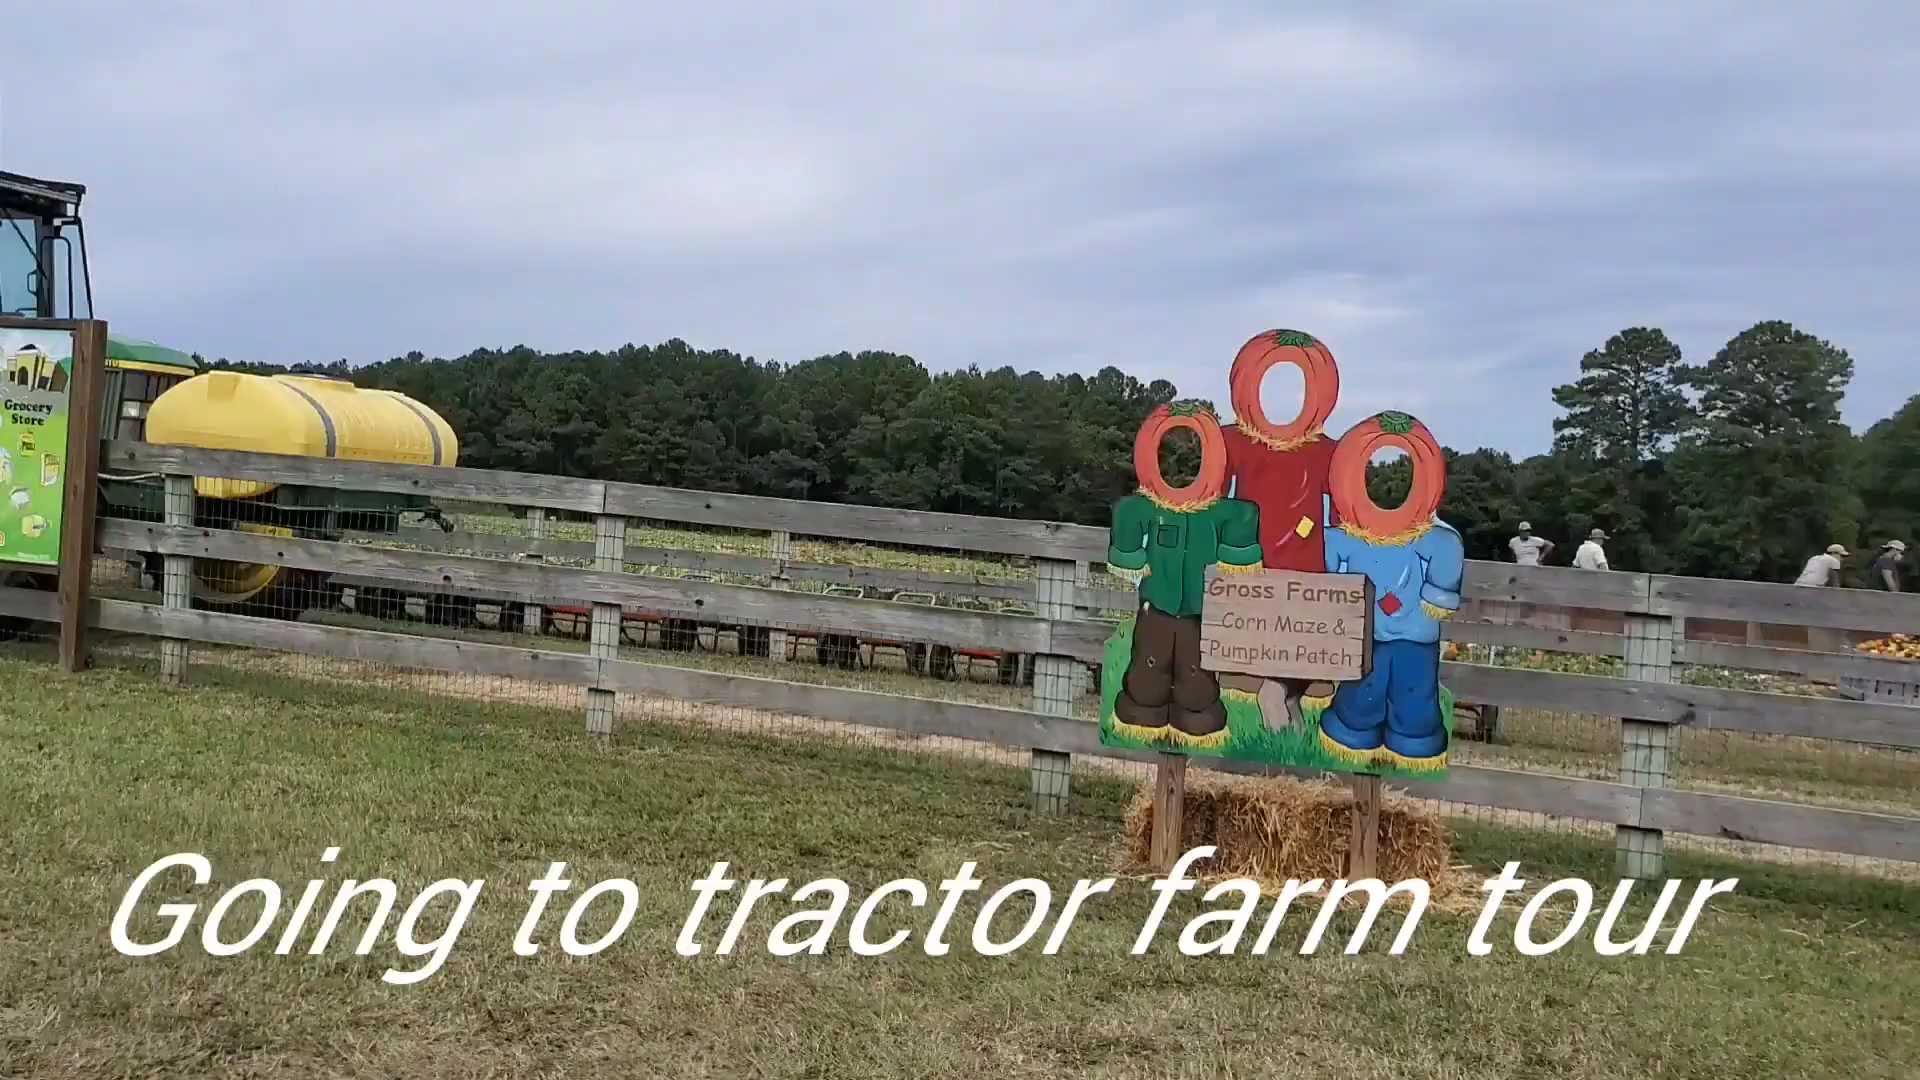 Grocery
Store
Gross Farms
Corn Maze &
Pumpkin Patch
Going to tractor farm tour